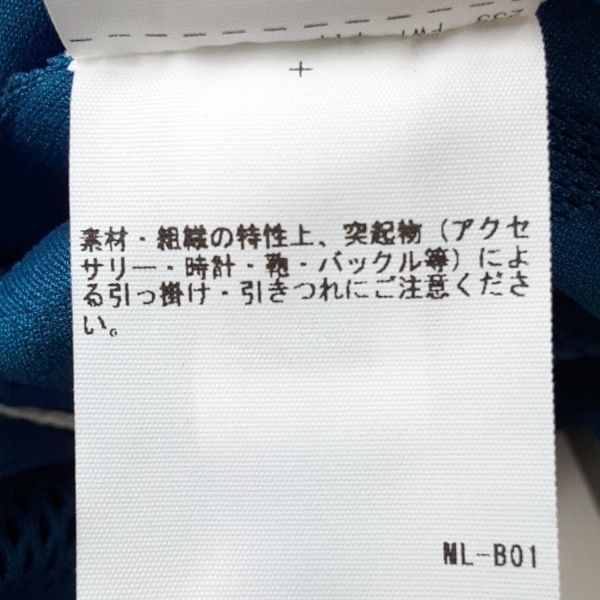 素材・組織の特性上、突起物（アクセ
サリー・時計・鞄・バックル等）によ
る引っ掛け・引きつれにご注意くださ
い。
ML-B01